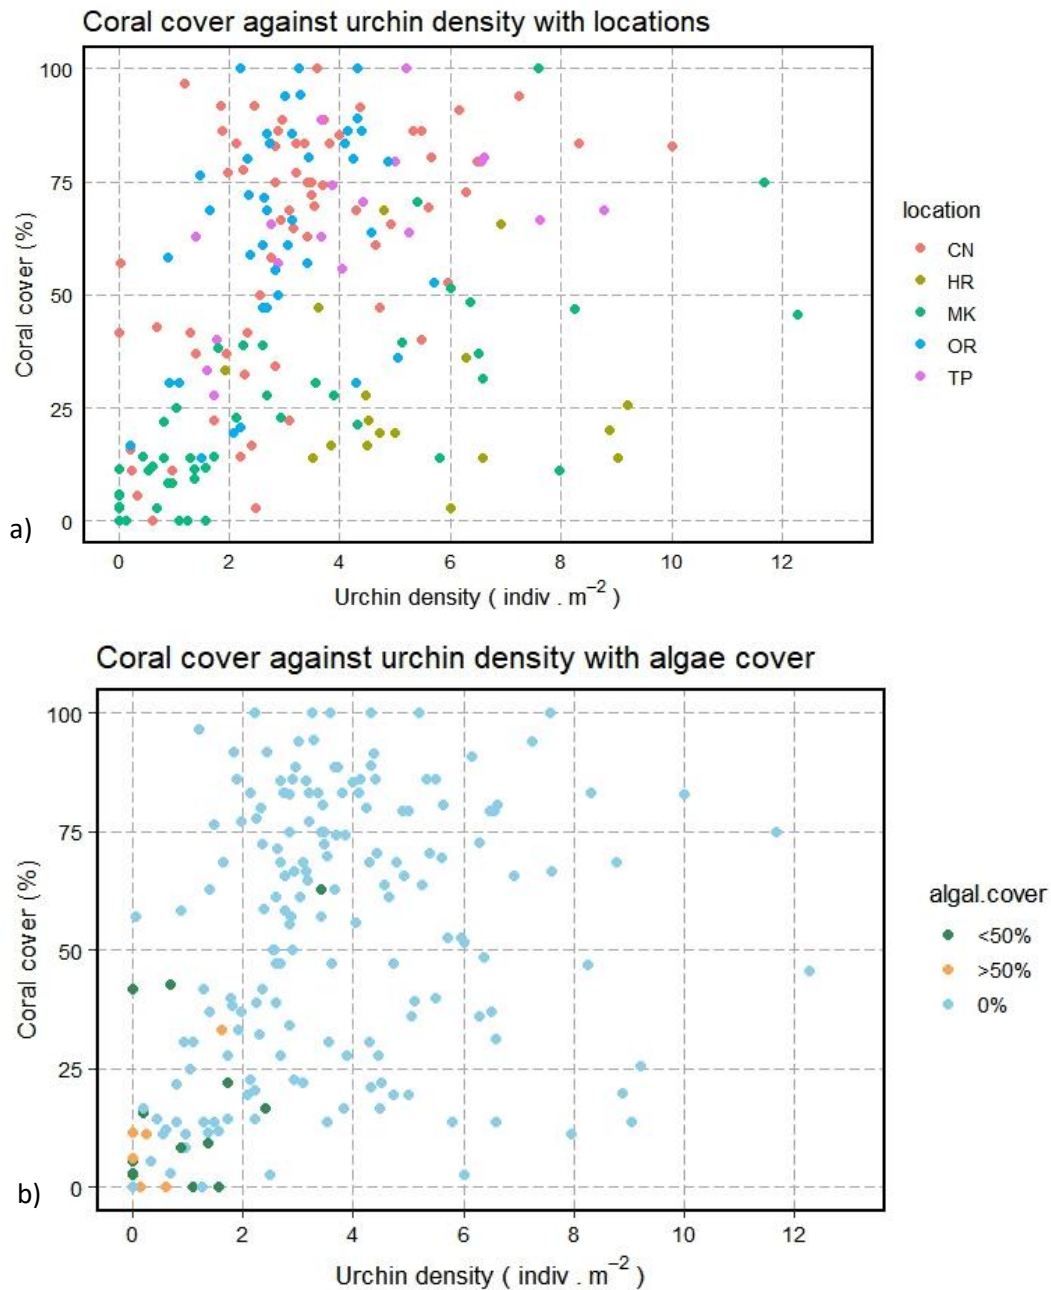 Coral cover against urchin density with locations
100
75
50
25
0
Coral cover (%)
0 2 4 6 8 10 12
Urchin density ( indiv . m⁻² )
location
CN
HR
MK
OR
TP
a)
Coral cover against urchin density with algae cover
100
75
50
25
0
Coral cover (%)
0 2 4 6 8 10 12
Urchin density ( indiv . m⁻² )
algal.cover
<50%
>50%
0%
b)